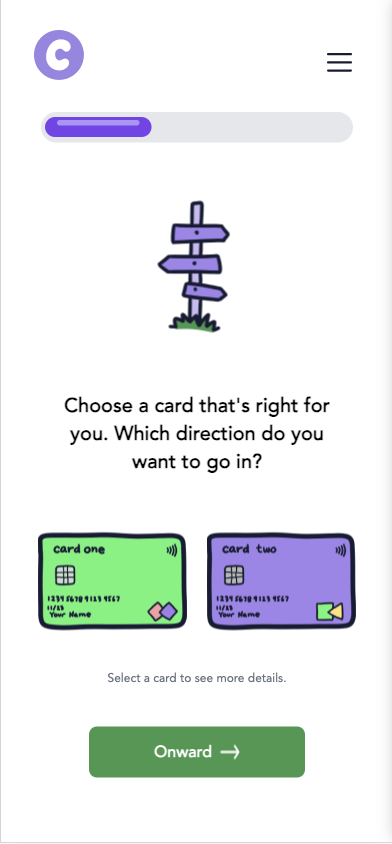 C
Choose a card that's right for
you. Which direction do you
want to go in?
card one
1234 5678 9123 4567
11/23
Your Name
card two
1234 5678 9123 4567
11/23
Your Name
Select a card to see more details.
Onward →